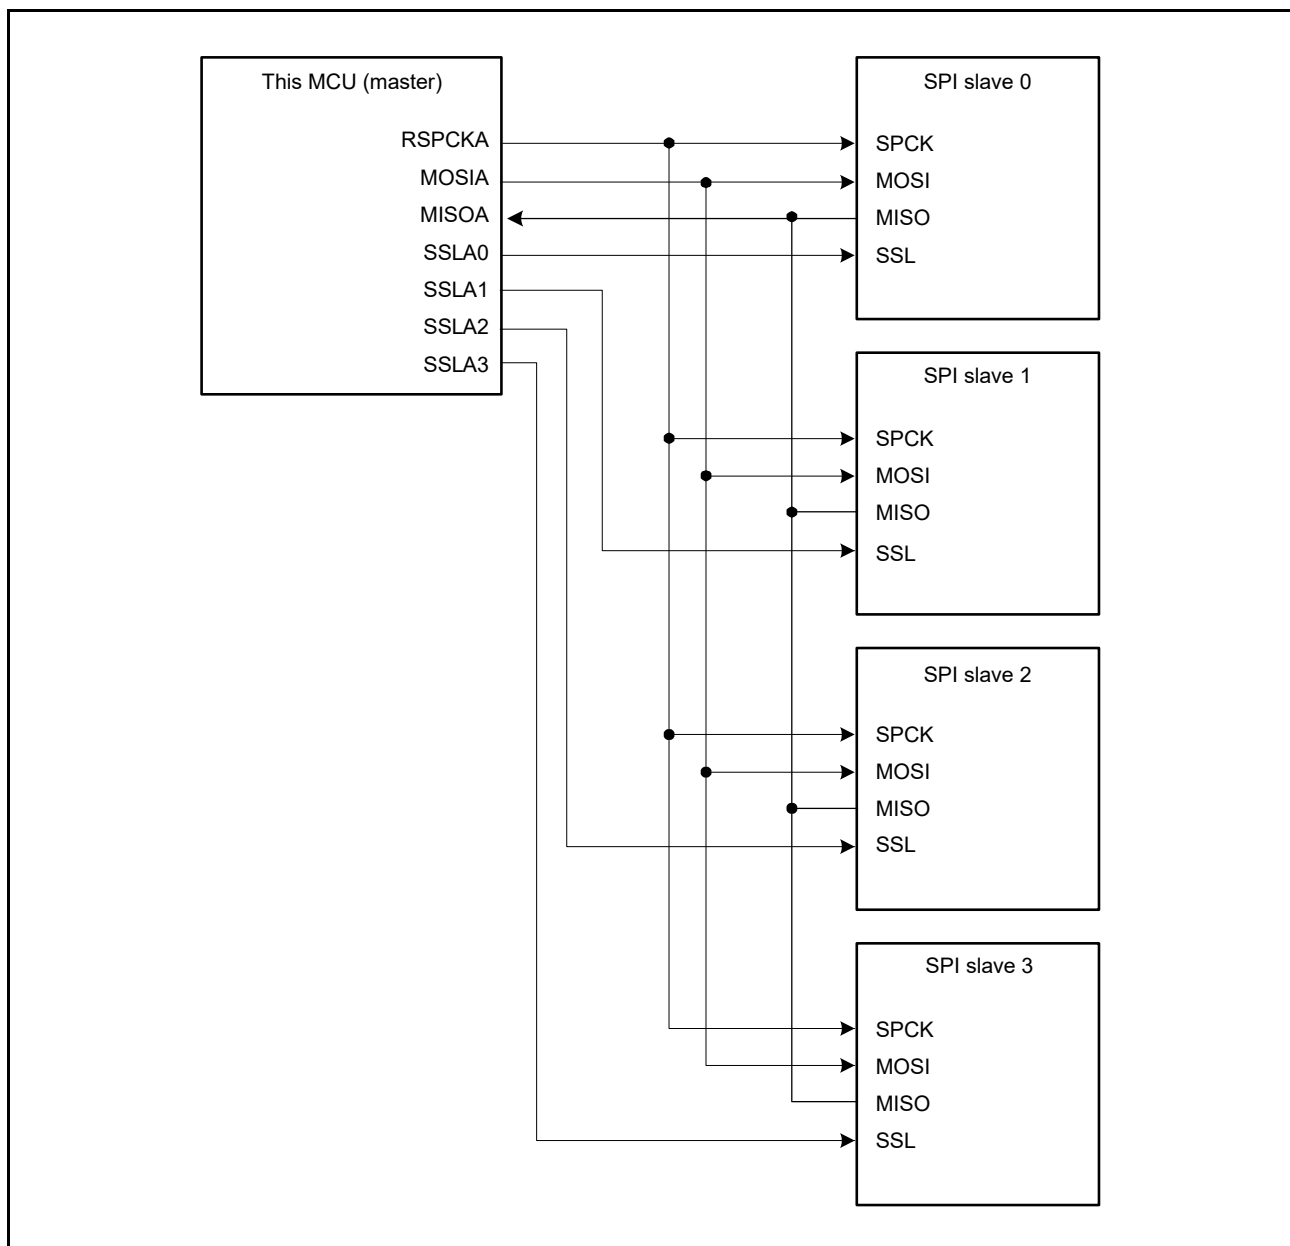 This MCU (master)
RSPCKA
MOSIA
MISOA
SSLA0
SSLA1
SSLA2
SSLA3
SPI slave 0
SPCK
MOSI
MISO
SSL
SPI slave 1
SPCK
MOSI
MISO
SSL
SPI slave 2
SPCK
MOSI
MISO
SSL
SPI slave 3
SPCK
MOSI
MISO
SSL